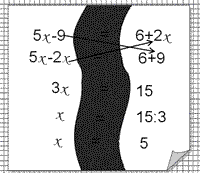 5x-9 = 6+2x
5x-2x = 6+9
3x = 15
x = 15:3
x = 5